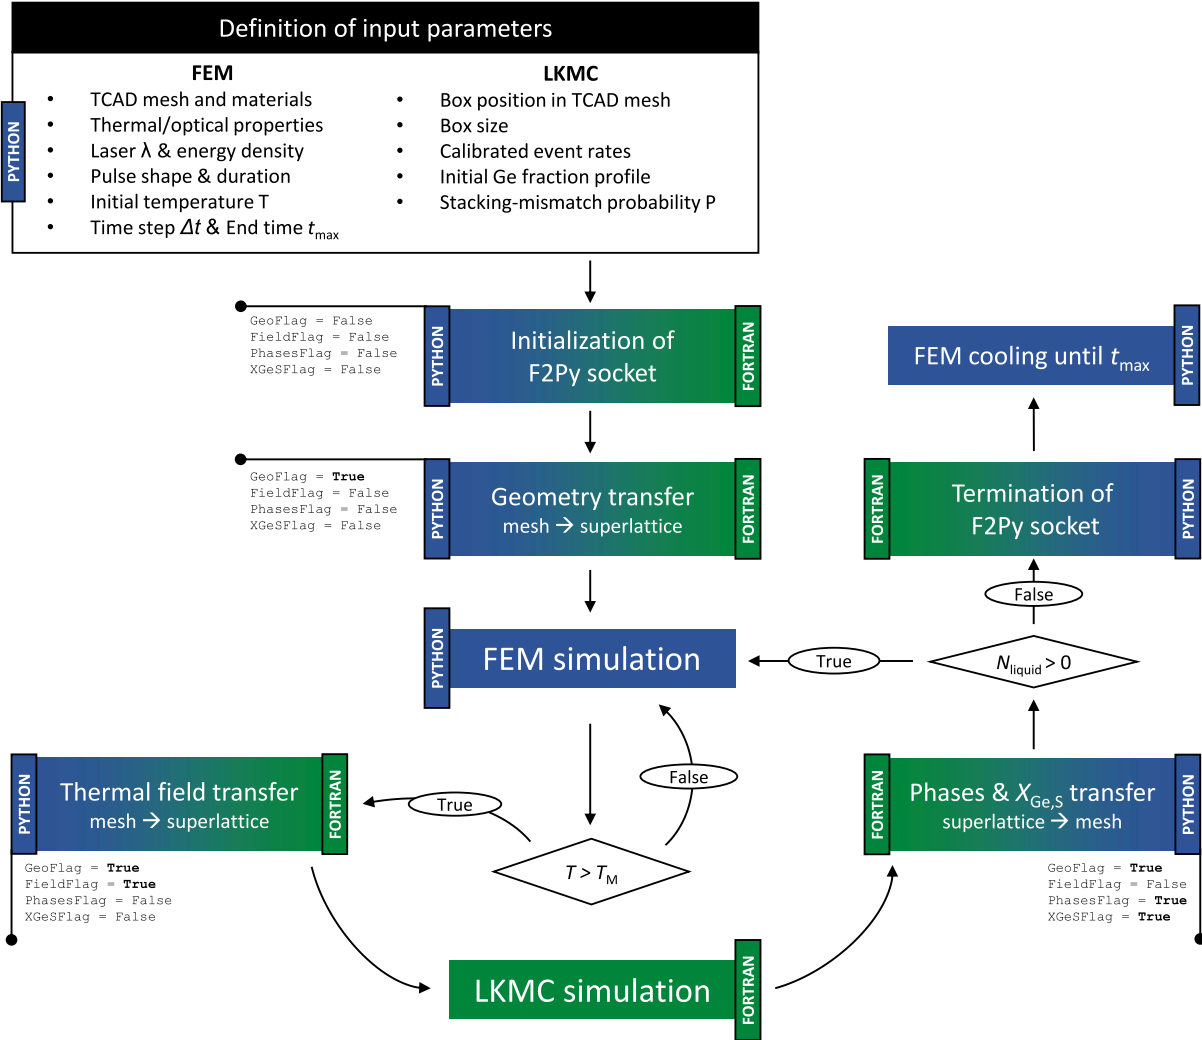 Definition of input parameters
PYTHON
FEM
• TCAD mesh and materials
• Thermal/optical properties
• Laser λ & energy density
• Pulse shape & duration
• Initial temperature T
• Time step Δt & End time tmax
LKMC
• Box position in TCAD mesh
• Box size
• Calibrated event rates
• Initial Ge fraction profile
• Stacking-mismatch probability P
GeoFlag = False
FieldFlag = False
PhasesFlag = False
XGeSFlag = False
PYTHON
Initialization of
F2Py socket
FORTRAN
GeoFlag = True
FieldFlag = False
PhasesFlag = False
XGeSFlag = False
PYTHON
Geometry transfer
mesh → superlattice
FORTRAN
PYTHON
FEM simulation
T > TM
False
True
PYTHON
Thermal field transfer
mesh → superlattice
FORTRAN
GeoFlag = True
FieldFlag = True
PhasesFlag = False
XGeSFlag = False
LKMC simulation
FORTRAN
FORTRAN
Phases & XGe,S transfer
superlattice → mesh
PYTHON
GeoFlag = True
FieldFlag = False
PhasesFlag = True
XGeSFlag = True
Nliquid > 0
True
False
FORTRAN
Termination of
F2Py socket
PYTHON
FEM cooling until tmax
PYTHON